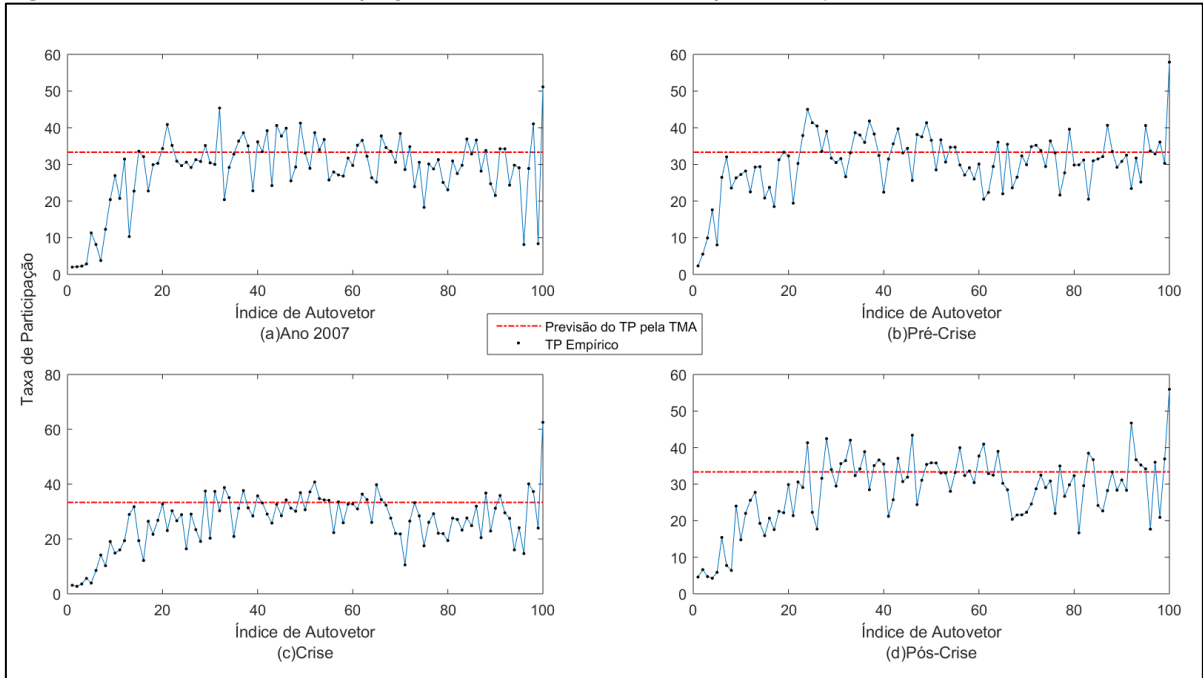 Taxa de Participação
60
50
40
30
20
10
0
0 20 40 60 80 100
Índice de Autovetor
(a)Ano 2007
60
50
40
30
20
10
0
0 20 40 60 80 100
Índice de Autovetor
(b)Pré-Crise
Previsão do TP pela TMA
TP Empírico
80
60
40
20
0
0 20 40 60 80 100
Índice de Autovetor
(c)Crise
60
50
40
30
20
10
0
0 20 40 60 80 100
Índice de Autovetor
(d)Pós-Crise